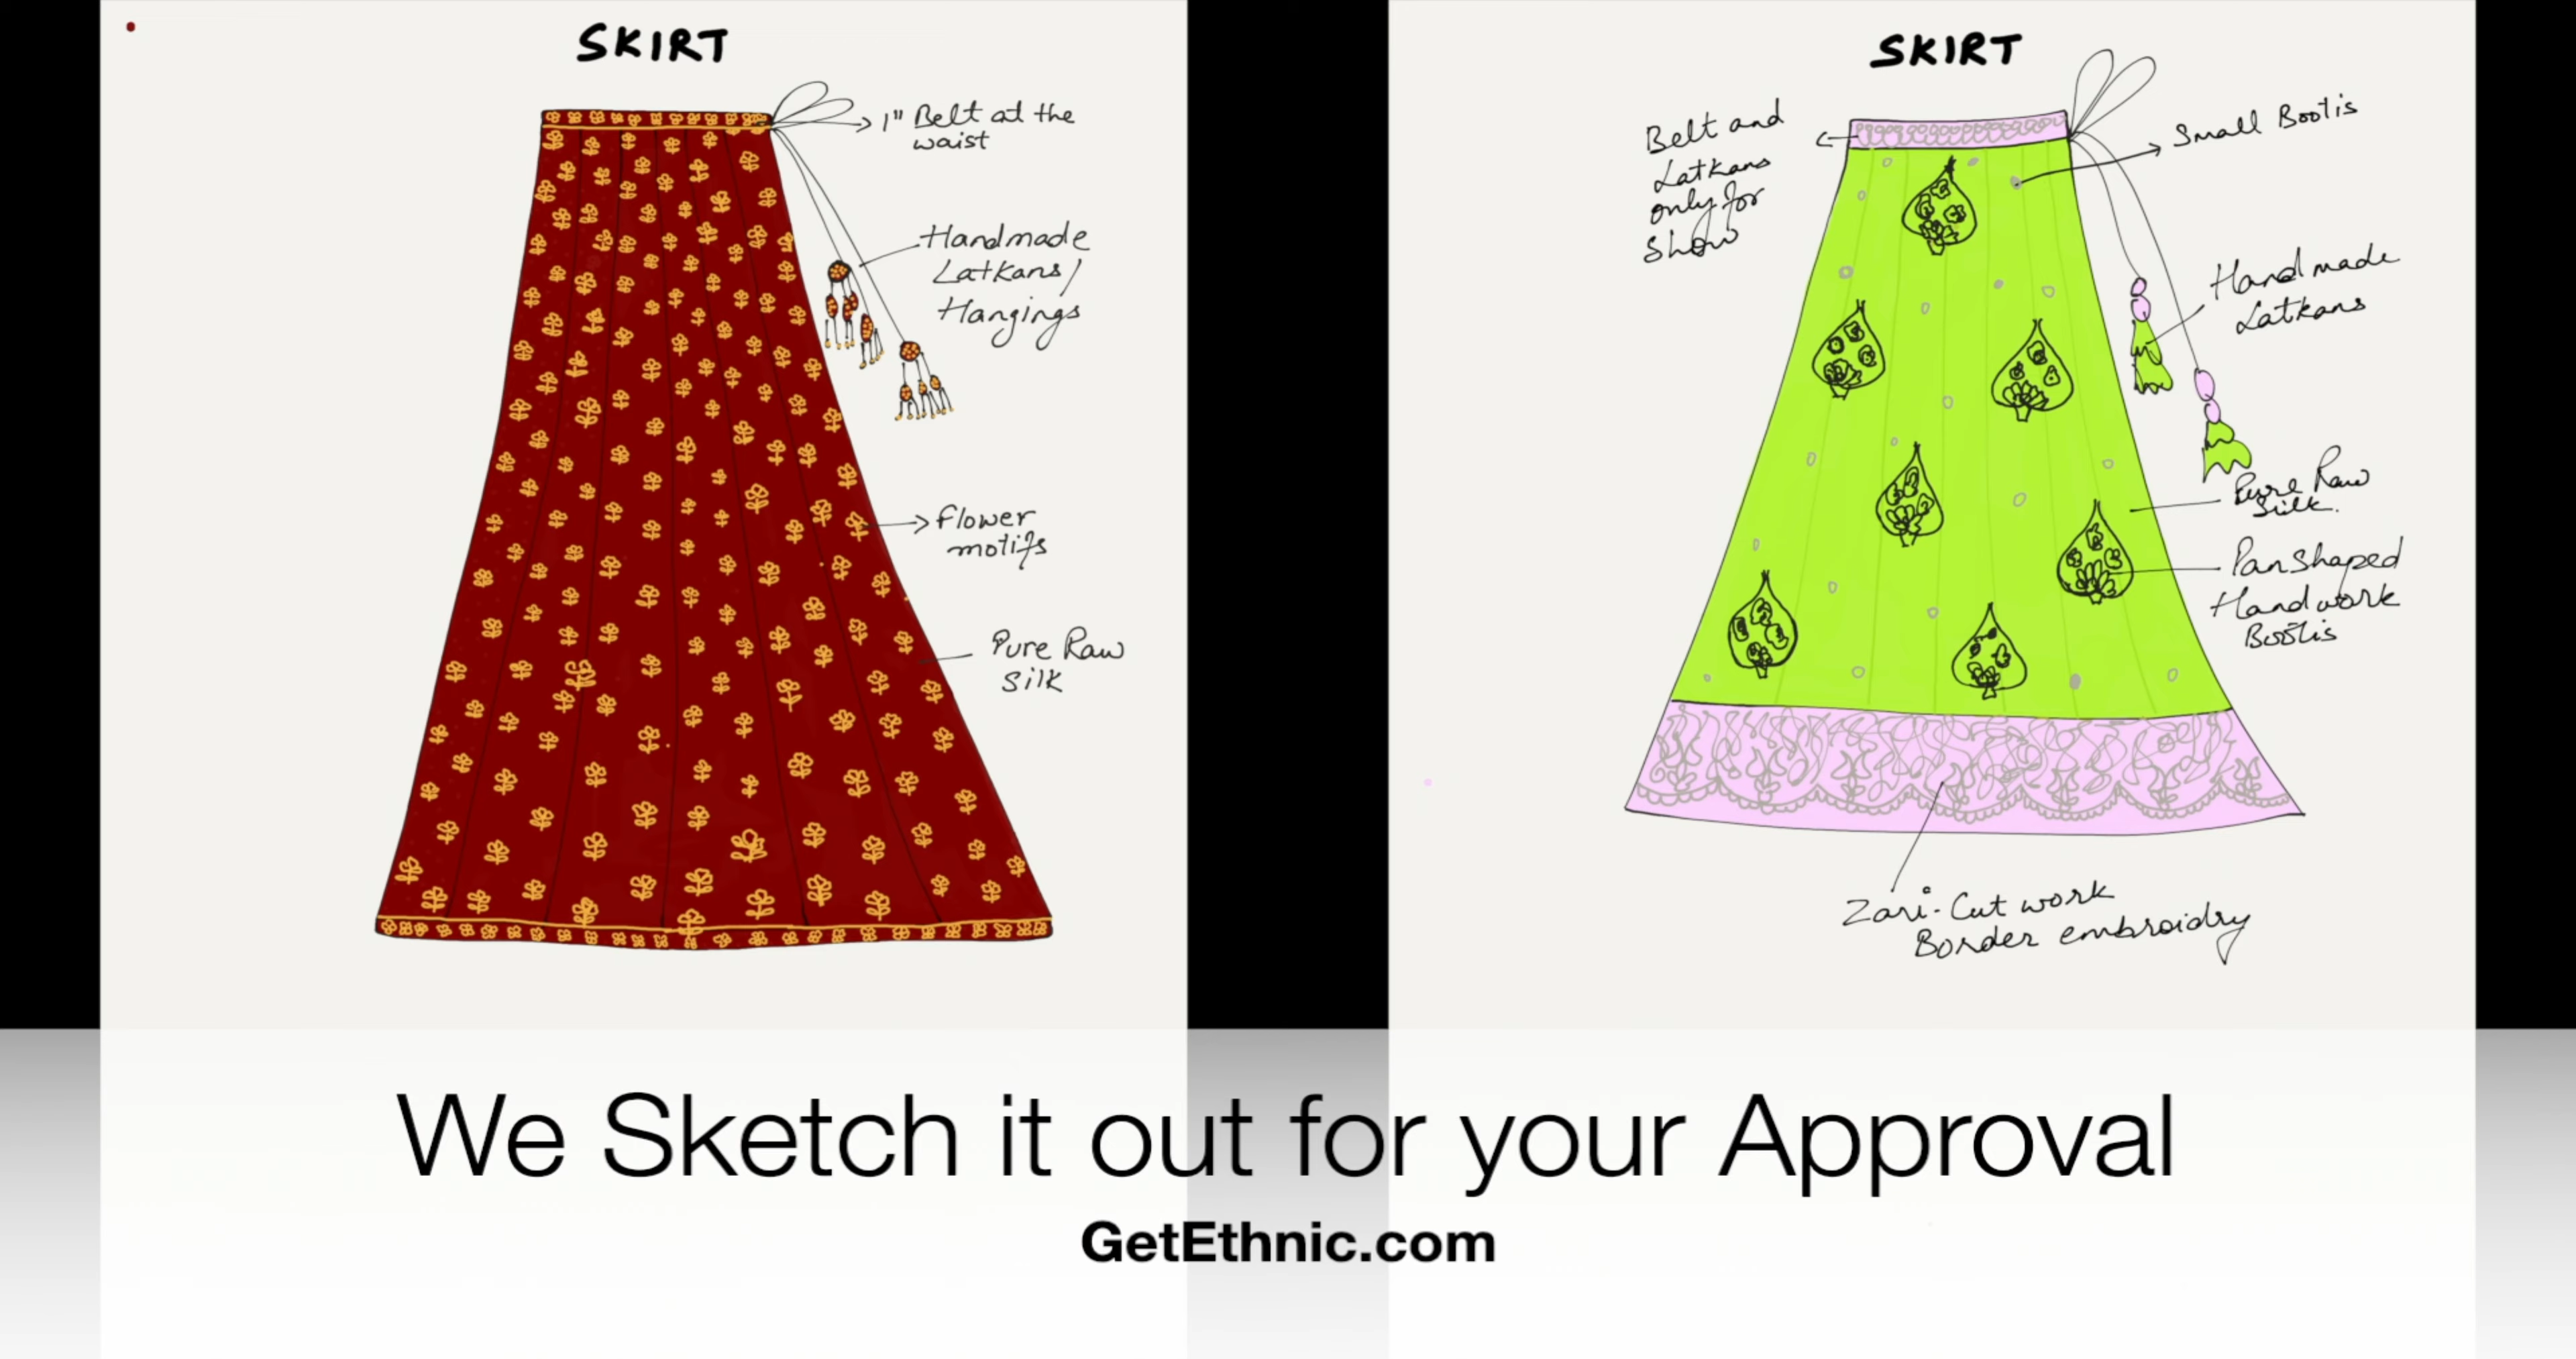 SKIRT
1" Belt at the
waist
Handmade
Latkans/
Hangings
Flower
motifs
Pure Raw
Silk
SKIRT
Belt and
Latkans
only for
Show
Small Bootis
Handmade
Latkans
Pure Raw
Silk.
Pan Shaped
Handwork
Bootis
Zari-Cut work
Border embroidry
We Sketch it out for your Approval
GetEthnic.com